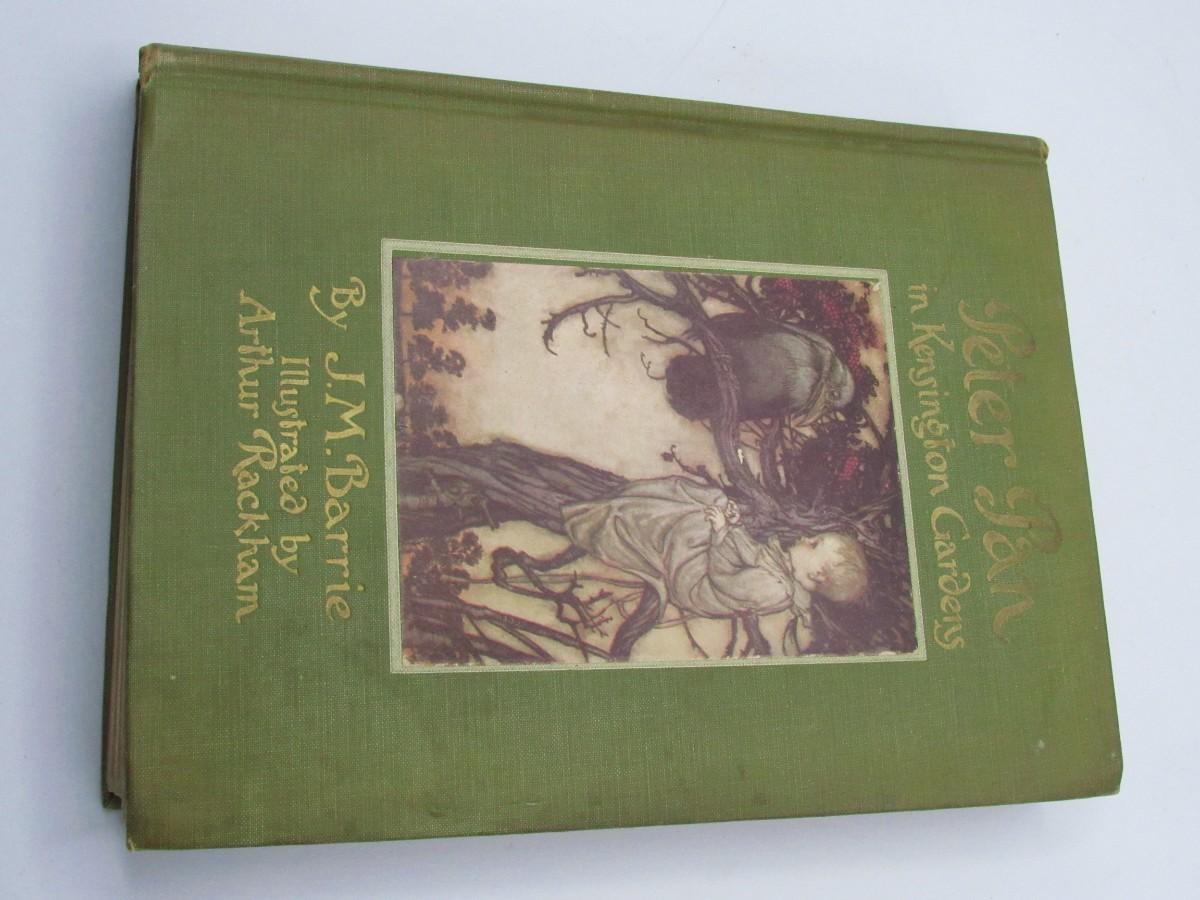 Peter Pan
in Kensington Gardens
By J. M. Barrie
Illustrated by
Arthur Rackham